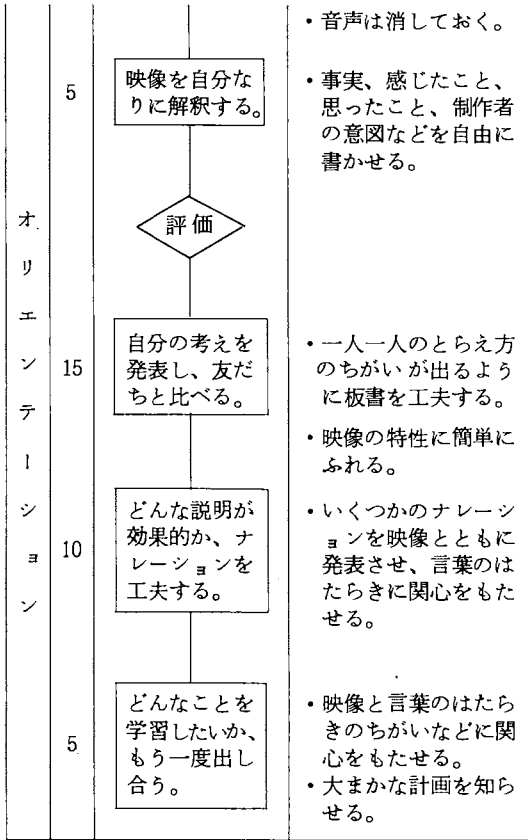 ・音声は消しておく。
5
映像を自分な
りに解釈する。
・事実、感じたこと、
思ったこと、制作者
の意図などを自由に
書かせる。
評価
オリエンテーション
15
自分の考えを
発表し、友だ
ちと比べる。
・一人一人のとらえ方
のちがいが出るよう
に板書を工夫する。
・映像の特性に簡単に
ふれる。
10
どんな説明が
効果的か、ナ
レーションを
工夫する。
・いくつかのナレーシ
ョンを映像とともに
発表させ、言葉のは
たらきに関心をもた
せる。
5
どんなことを
学習したいか、
もう一度出し
合う。
・映像と言葉のはたら
きのちがいなどに関
心をもたせる。
・大まかな計画を知ら
せる。